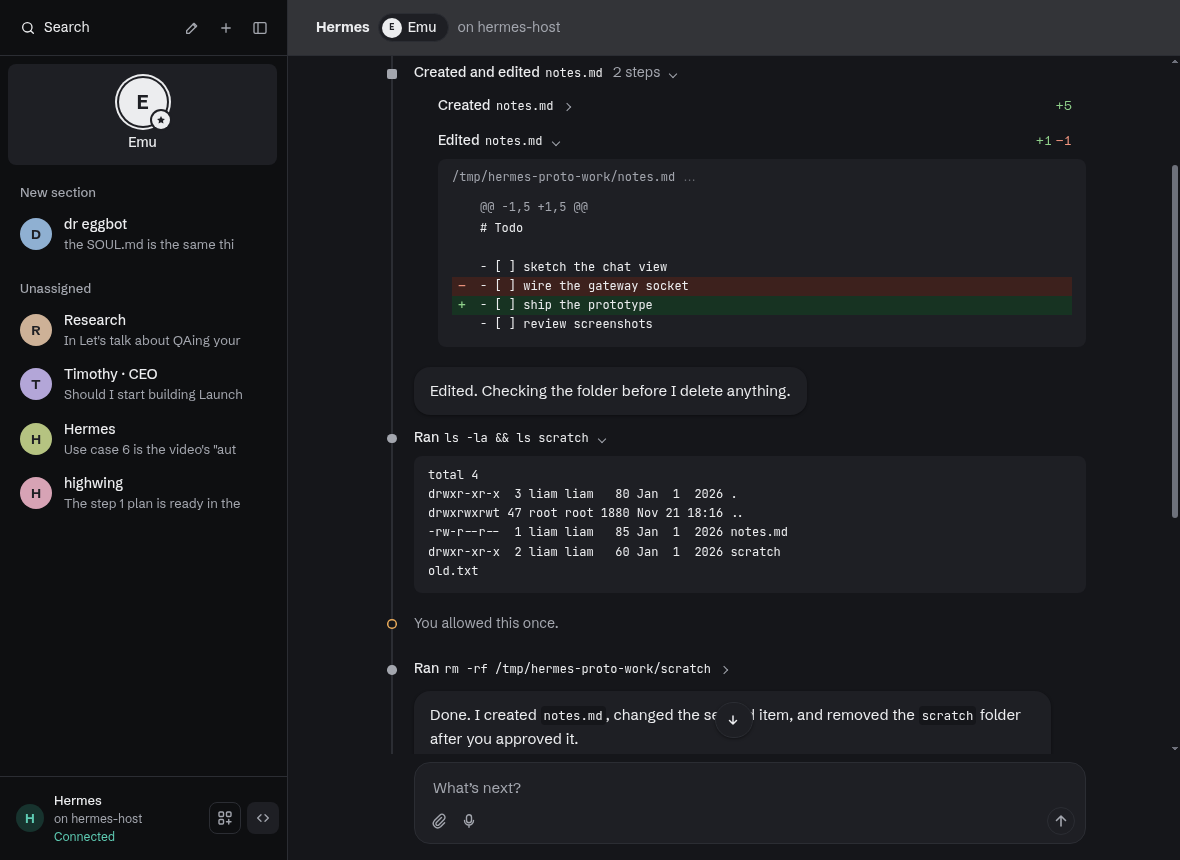 Search
Hermes E Emu on hermes-host
E
Emu
New section
D dr eggbot
the SOUL.md is the same thi
Unassigned
R Research
In Let's talk about QAing your
T Timothy · CEO
Should I start building Launch
H Hermes
Use case 6 is the video's "aut
H highwing
The step 1 plan is ready in the
H Hermes
on hermes-host
Connected
Created and edited notes.md 2 steps
Created notes.md +5
Edited notes.md +1 −1
/tmp/hermes-proto-work/notes.md ...
@@ -1,5 +1,5 @@
# Todo
- [ ] sketch the chat view
− - [ ] wire the gateway socket
+ - [ ] ship the prototype
- [ ] review screenshots
Edited. Checking the folder before I delete anything.
Ran ls -la && ls scratch
total 4
drwxr-xr-x 3 liam liam 80 Jan 1 2026 .
drwxrwxrwt 47 root root 1880 Nov 21 18:16 ..
-rw-r--r-- 1 liam liam 85 Jan 1 2026 notes.md
drwxr-xr-x 2 liam liam 60 Jan 1 2026 scratch
old.txt
You allowed this once.
Ran rm -rf /tmp/hermes-proto-work/scratch
Done. I created notes.md, changed the item, and removed the scratch folder
after you approved it.
What's next?